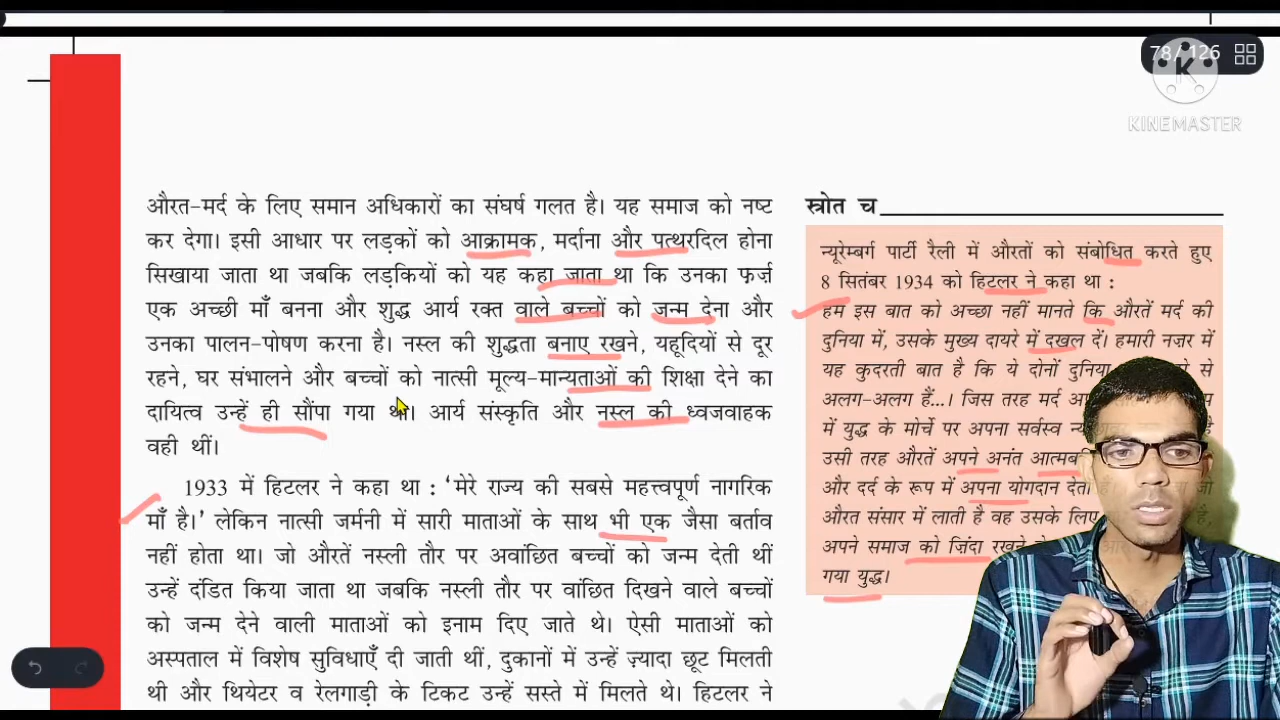 78/126
KINEMASTER
औरत-मर्द के लिए समान अधिकारों का संघर्ष गलत है। यह समाज को नष्ट
कर देगा। इसी आधार पर लड़कों को आक्रामक, मर्दाना और पत्थरदिल होना
सिखाया जाता था जबकि लड़कियों को यह कहा जाता था कि उनका फ़र्ज़
एक अच्छी माँ बनना और शुद्ध आर्य रक्त वाले बच्चों को जन्म देना और
उनका पालन-पोषण करना है। नस्ल की शुद्धता बनाए रखने, यहूदियों से दूर
रहने, घर संभालने और बच्चों को नात्सी मूल्य-मान्यताओं की शिक्षा देने का
दायित्व उन्हें ही सौंपा गया था। आर्य संस्कृति और नस्ल की ध्वजवाहक
वही थीं।
1933 में हिटलर ने कहा था : ‘मेरे राज्य की सबसे महत्त्वपूर्ण नागरिक
माँ है।’ लेकिन नात्सी जर्मनी में सारी माताओं के साथ भी एक जैसा बर्ताव
नहीं होता था। जो औरतें नस्ली तौर पर अवांछित बच्चों को जन्म देती थीं
उन्हें दंडित किया जाता था जबकि नस्ली तौर पर वांछित दिखने वाले बच्चों
को जन्म देने वाली माताओं को इनाम दिए जाते थे। ऐसी माताओं को
अस्पताल में विशेष सुविधाएँ दी जाती थीं, दुकानों में उन्हें ज़्यादा छूट मिलती
थी और थियेटर व रेलगाड़ी के टिकट उन्हें सस्ते में मिलते थे। हिटलर ने
स्त्रोत च
न्यूरेम्बर्ग पार्टी रैली में औरतों को संबोधित करते हुए
8 सितंबर 1934 को हिटलर ने कहा था :
हम इस बात को अच्छा नहीं मानते कि औरतें मर्द की
दुनिया में, उसके मुख्य दायरे में दखल दें। हमारी नज़र में
यह कुदरती बात है कि ये दोनों दुनिया से
अलग-अलग हैं...। जिस तरह मर्द
में युद्ध के मोर्चे पर अपना सर्वस्व
उसी तरह औरतें अपने अनंत
और दर्द के रूप में अपना योगदान
औरत संसार में लाती है वह उसके लिए
अपने समाज को ज़िंदा रखने
गया युद्ध।